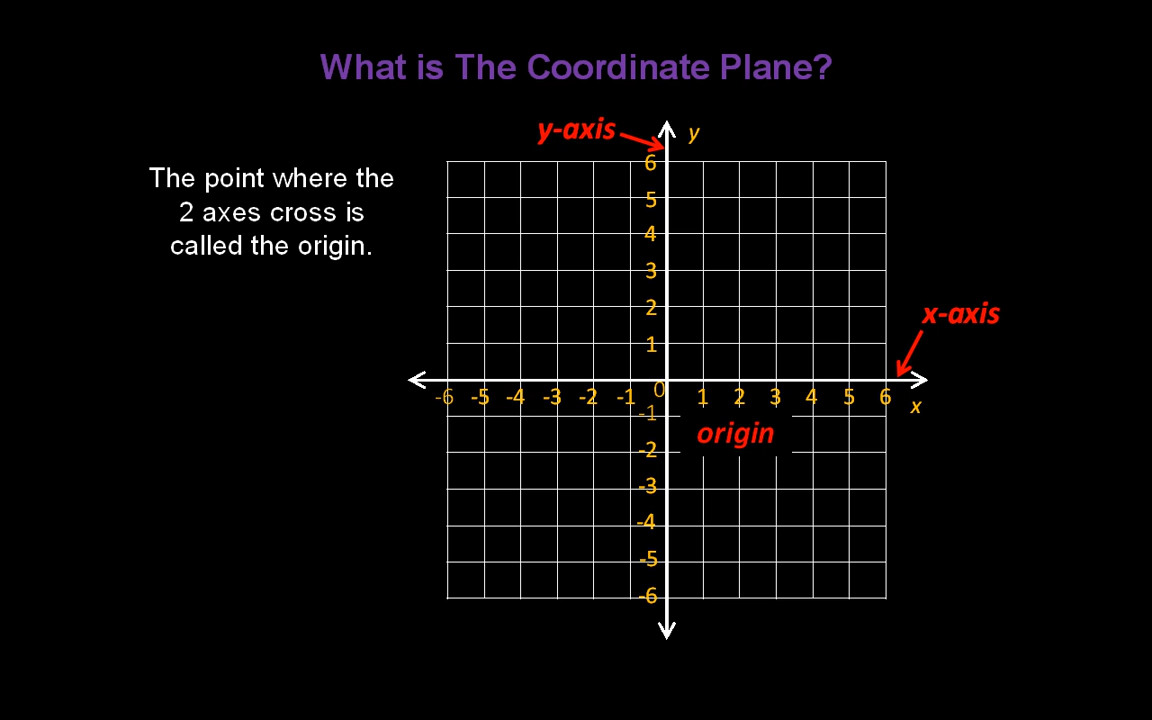 What is The Coordinate Plane?
y-axis
y
The point where the
2 axes cross is
called the origin.
6
5
4
3
2
1
x-axis
-6 -5 -4 -3 -2 -1 0 1 2 3 4 5 6 x
-1
origin
-2
-3
-4
-5
-6